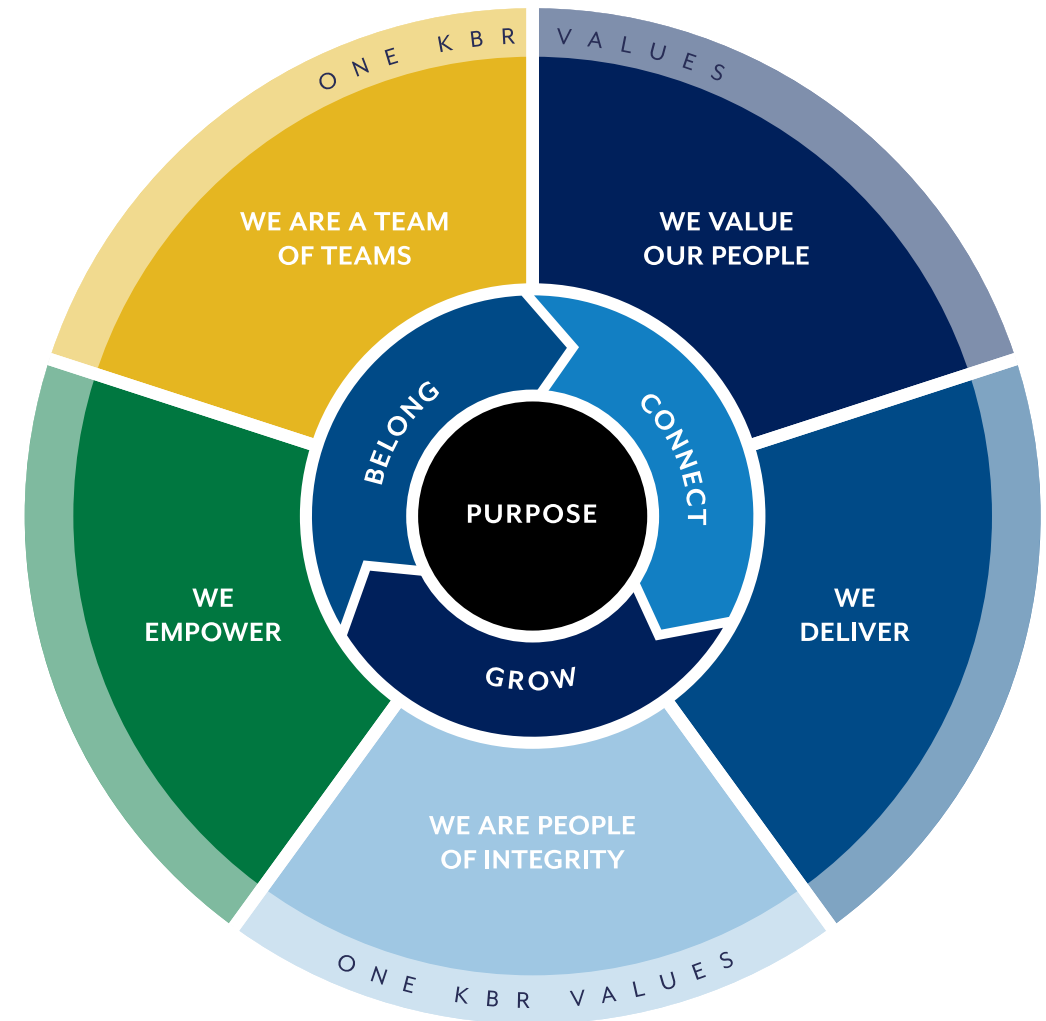 ONE KBR VALUES
WE ARE A TEAM
OF TEAMS
WE VALUE
OUR PEOPLE
BELONG
CONNECT
PURPOSE
WE
EMPOWER
WE
DELIVER
GROW
WE ARE PEOPLE
OF INTEGRITY
ONE KBR VALUES